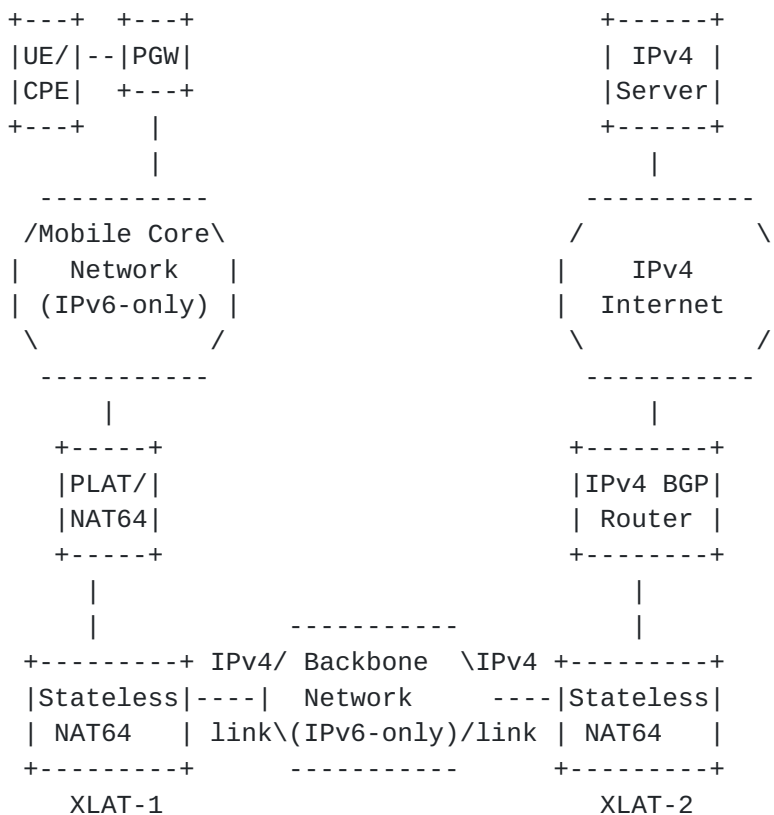 UE/ PGW IPv4
CPE Server
/Mobile Core\ / \
Network IPv4
(IPv6-only) Internet
PLAT/ IPv4 BGP
NAT64 Router
IPv4/ Backbone \IPv4
Stateless Network Stateless
NAT64 link\(IPv6-only)/link NAT64
XLAT-1 XLAT-2